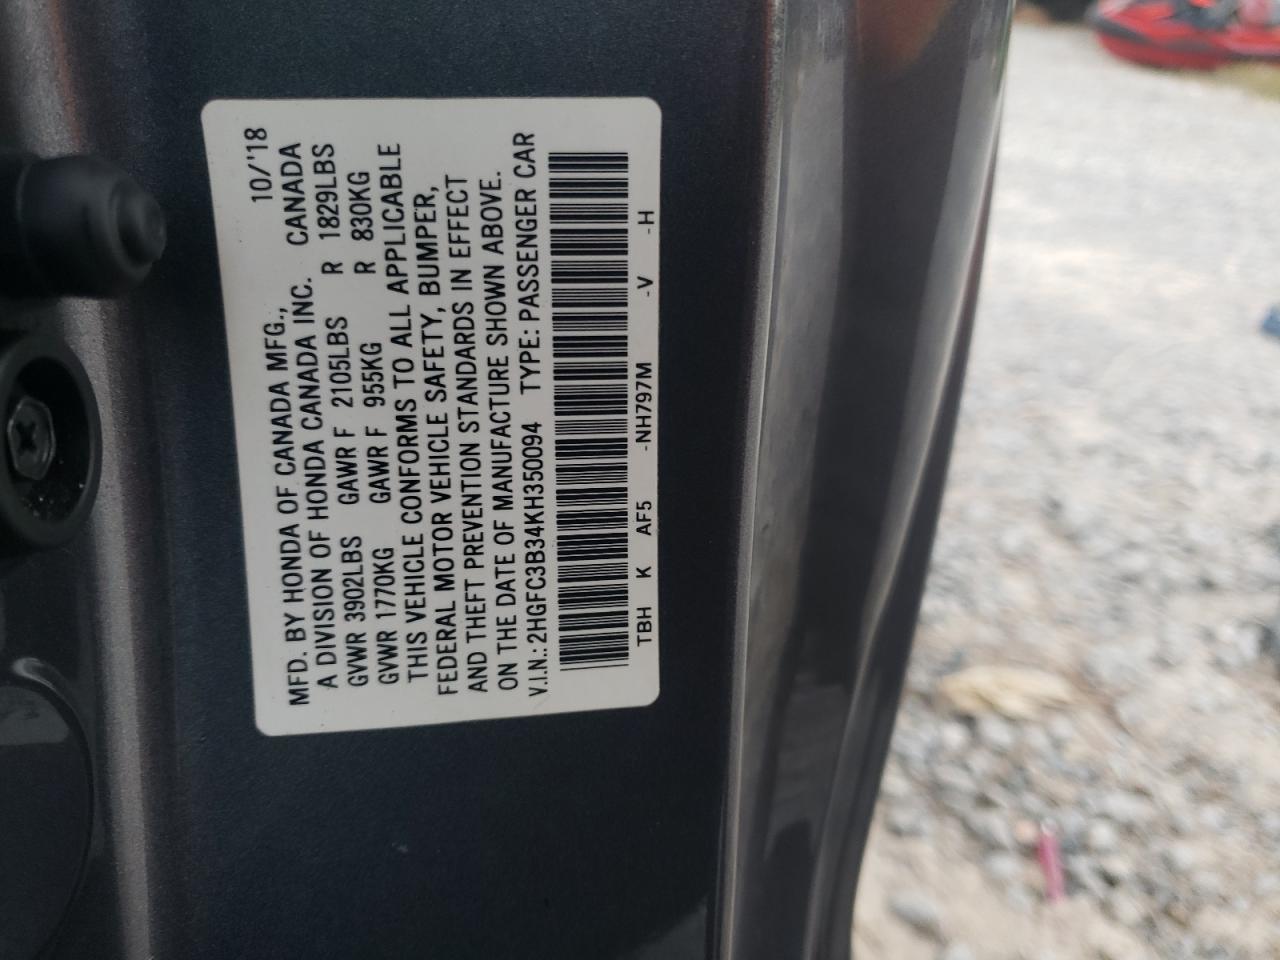 10/'18
MFD. BY HONDA OF CANADA MFG.,
A DIVISION OF HONDA CANADA INC. CANADA
GVWR 3902LBS GAWR F 2105LBS R 1829LBS
GVWR 1770KG GAWR F 955KG R 830KG
THIS VEHICLE CONFORMS TO ALL APPLICABLE
FEDERAL MOTOR VEHICLE SAFETY, BUMPER,
AND THEFT PREVENTION STANDARDS IN EFFECT
ON THE DATE OF MANUFACTURE SHOWN ABOVE.
V.I.N.: 2HGFC3B34KH350094 TYPE: PASSENGER CAR
TBH K AF5 -NH797M -V -H